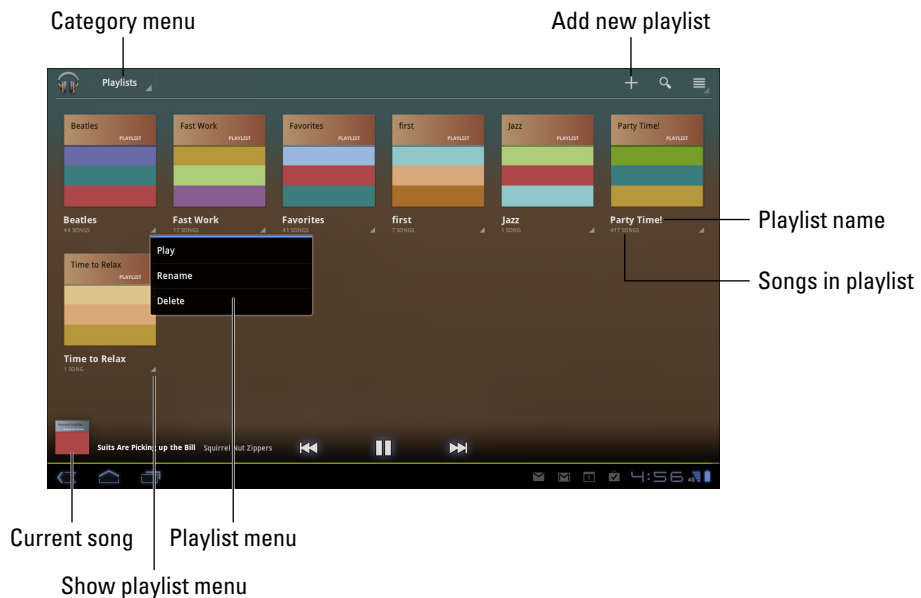 Category menu
Add new playlist
Playlists
Beatles
PLAYLIST
Fast Work
PLAYLIST
Favorites
PLAYLIST
first
PLAYLIST
Jazz
PLAYLIST
Party Time!
PLAYLIST
Beatles
44 SONGS
Fast Work
17 SONGS
Favorites
41 SONGS
first
7 SONGS
Jazz
1 SONG
Party Time!
417 SONGS
Playlist name
Songs in playlist
Play
Rename
Delete
Time to Relax
PLAYLIST
Time to Relax
1 SONG
Suits Are Picking up the Bill Squirrel Nut Zippers
1
4:56
4G
Current song
Playlist menu
Show playlist menu